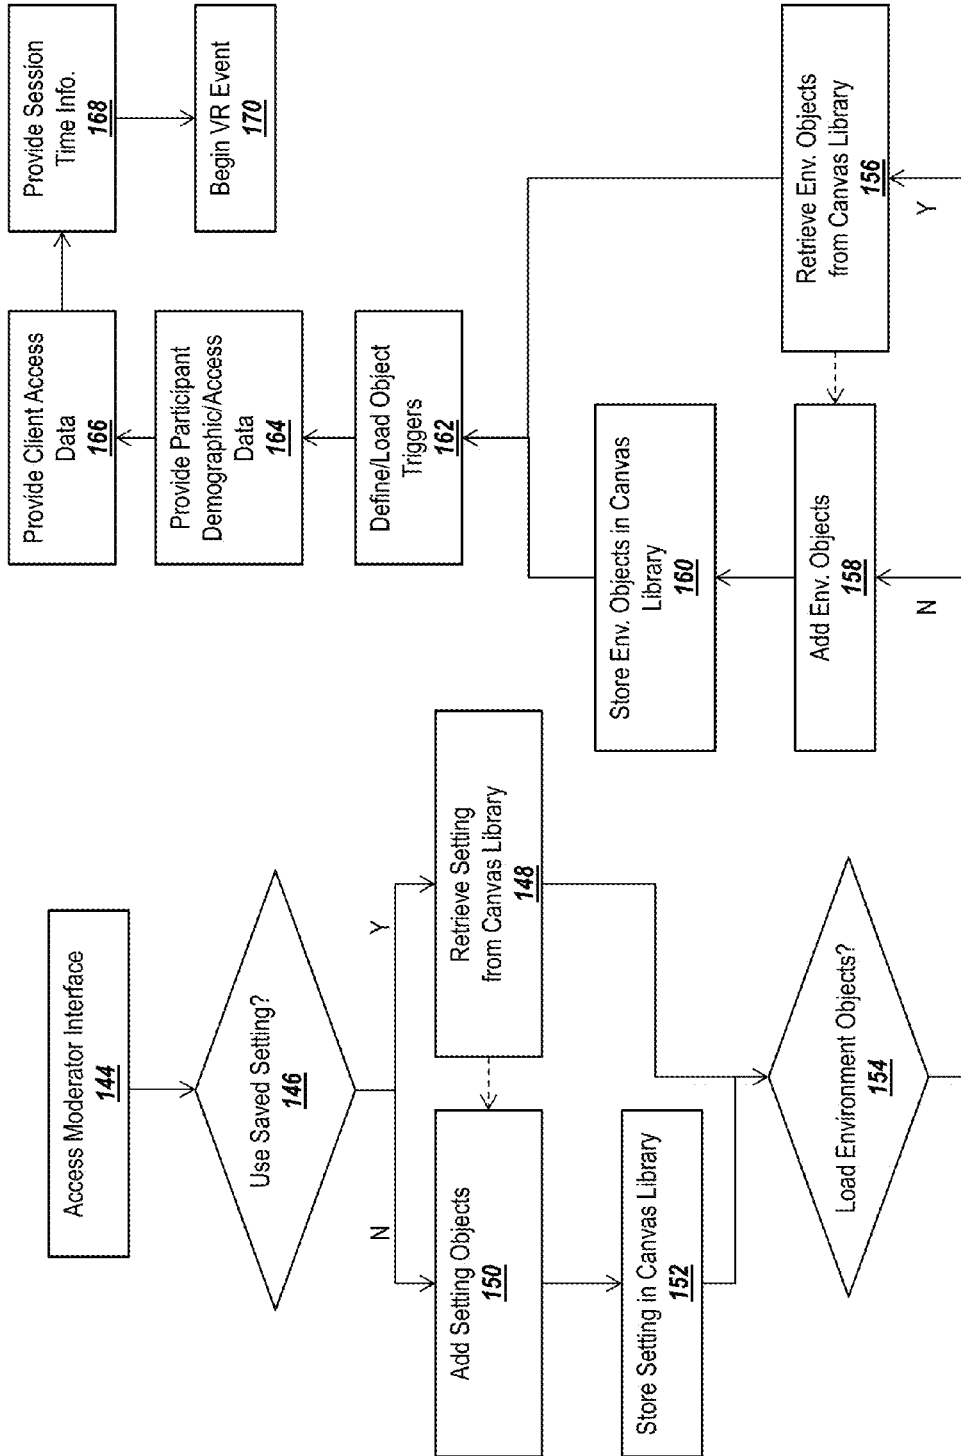 Access Moderator Interface
144
Use Saved Setting?
146
N
Y
Add Setting Objects
150
Retrieve Setting
from Canvas Library
148
Store Setting in Canvas Library
152
Load Environment Objects?
154
N
Y
Add Env. Objects
158
Retrieve Env. Objects
from Canvas Library
156
Store Env. Objects in Canvas
Library
160
Define/Load Object
Triggers
162
Provide Participant
Demographic/Access
Data
164
Provide Client Access
Data
166
Provide Session
Time Info.
168
Begin VR Event
170